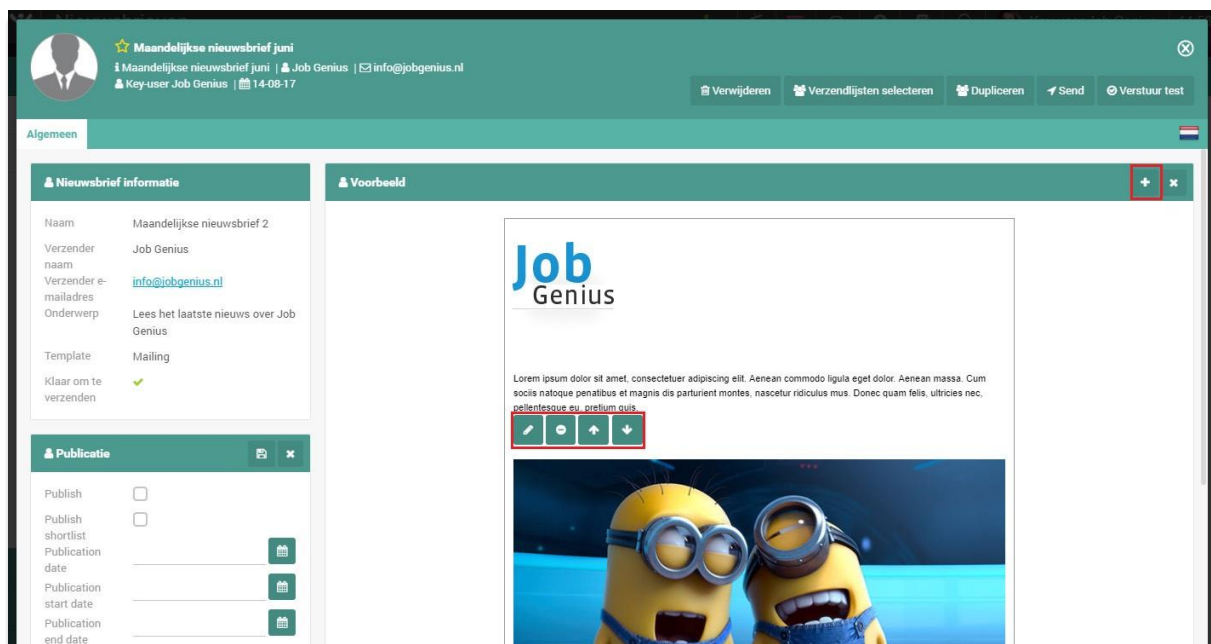 Maandelijkse nieuwsbrief juni
Maandelijkse nieuwsbrief juni | Job Genius | info@jobgenius.nl
Key-user Job Genius | 14-08-17
Verwijderen
Verzendlijsten selecteren
Dupliceren
Send
Verstuur test
Algemeen
Nieuwsbrief informatie
Naam Maandelijkse nieuwsbrief 2
Verzender Job Genius
naam
Verzender e- info@jobgenius.nl
mailadres
Onderwerp Lees het laatste nieuws over Job
Genius
Template Mailing
Klaar om te
verzenden
Publicatie
Publish
Publish
shortlist
Publication
date
Publication
start date
Publication
end date
Voorbeeld
Job
Genius
Lorem ipsum dolor sit amet, consectetuer adipiscing elit. Aenean commodo ligula eget dolor. Aenean massa. Cum
sociis natoque penatibus et magnis dis parturient montes, nascetur ridiculus mus. Donec quam felis, ultricies nec,
pellentesque eu, pretium quis.